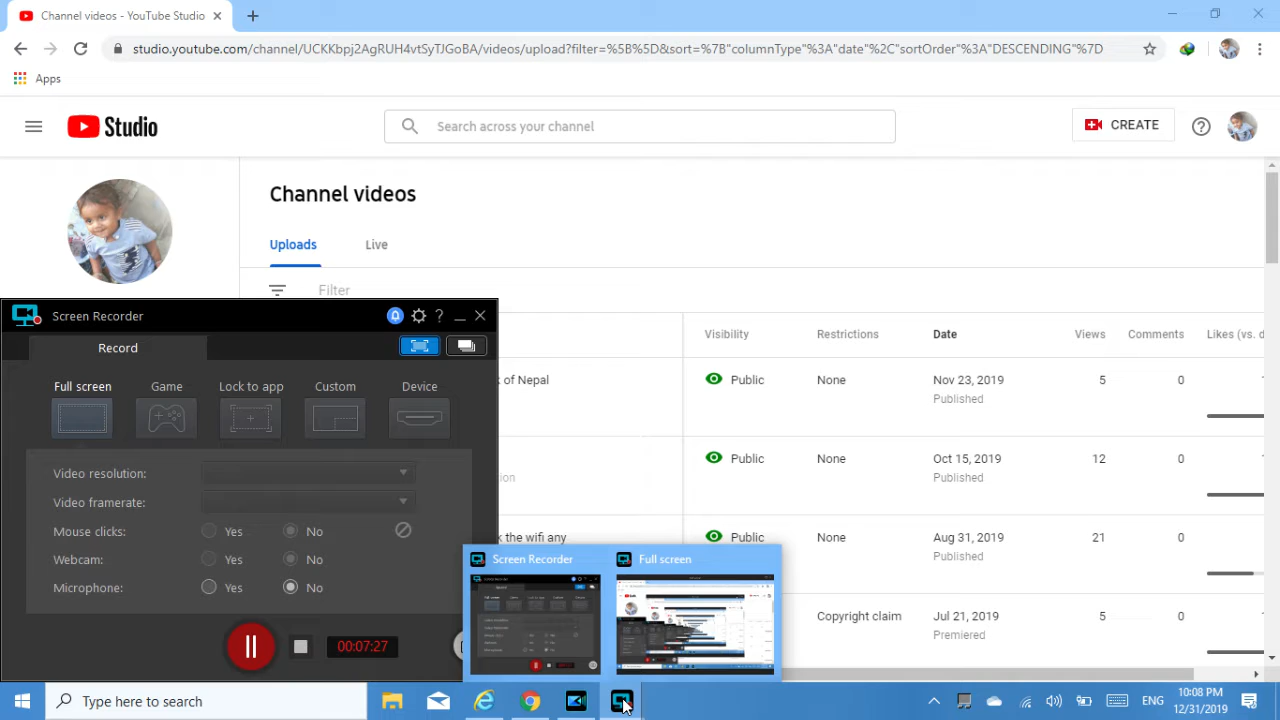 Channel videos - YouTube Studio
studio.youtube.com/channel/UCKKbpj2AgRUH4vtSyTJGoBA/videos/upload?filter=%5B%5D&sort=%7B"columnType"%3A"date"%2C"sortOrder"%3A"DESCENDING"%7D
Apps
Studio
Search across your channel
CREATE
Channel videos
Uploads Live
Filter
Visibility Restrictions Date Views Comments Likes (vs. d
k of Nepal Public None Nov 23, 2019 5 0
Published
Public None Oct 15, 2019 12 0
Published
k the wifi any Public None Aug 31, 2019 21 0
Published
Copyright claim Jul 21, 2019 5 0
Premiered
Screen Recorder
Record
Full screen Game Lock to app Custom Device
Video resolution:
Video framerate:
Mouse clicks: Yes No
Webcam: Yes No
Microphone: Yes No
00:07:27
Screen Recorder Full screen
Type here to search
ENG
10:08 PM
12/31/2019